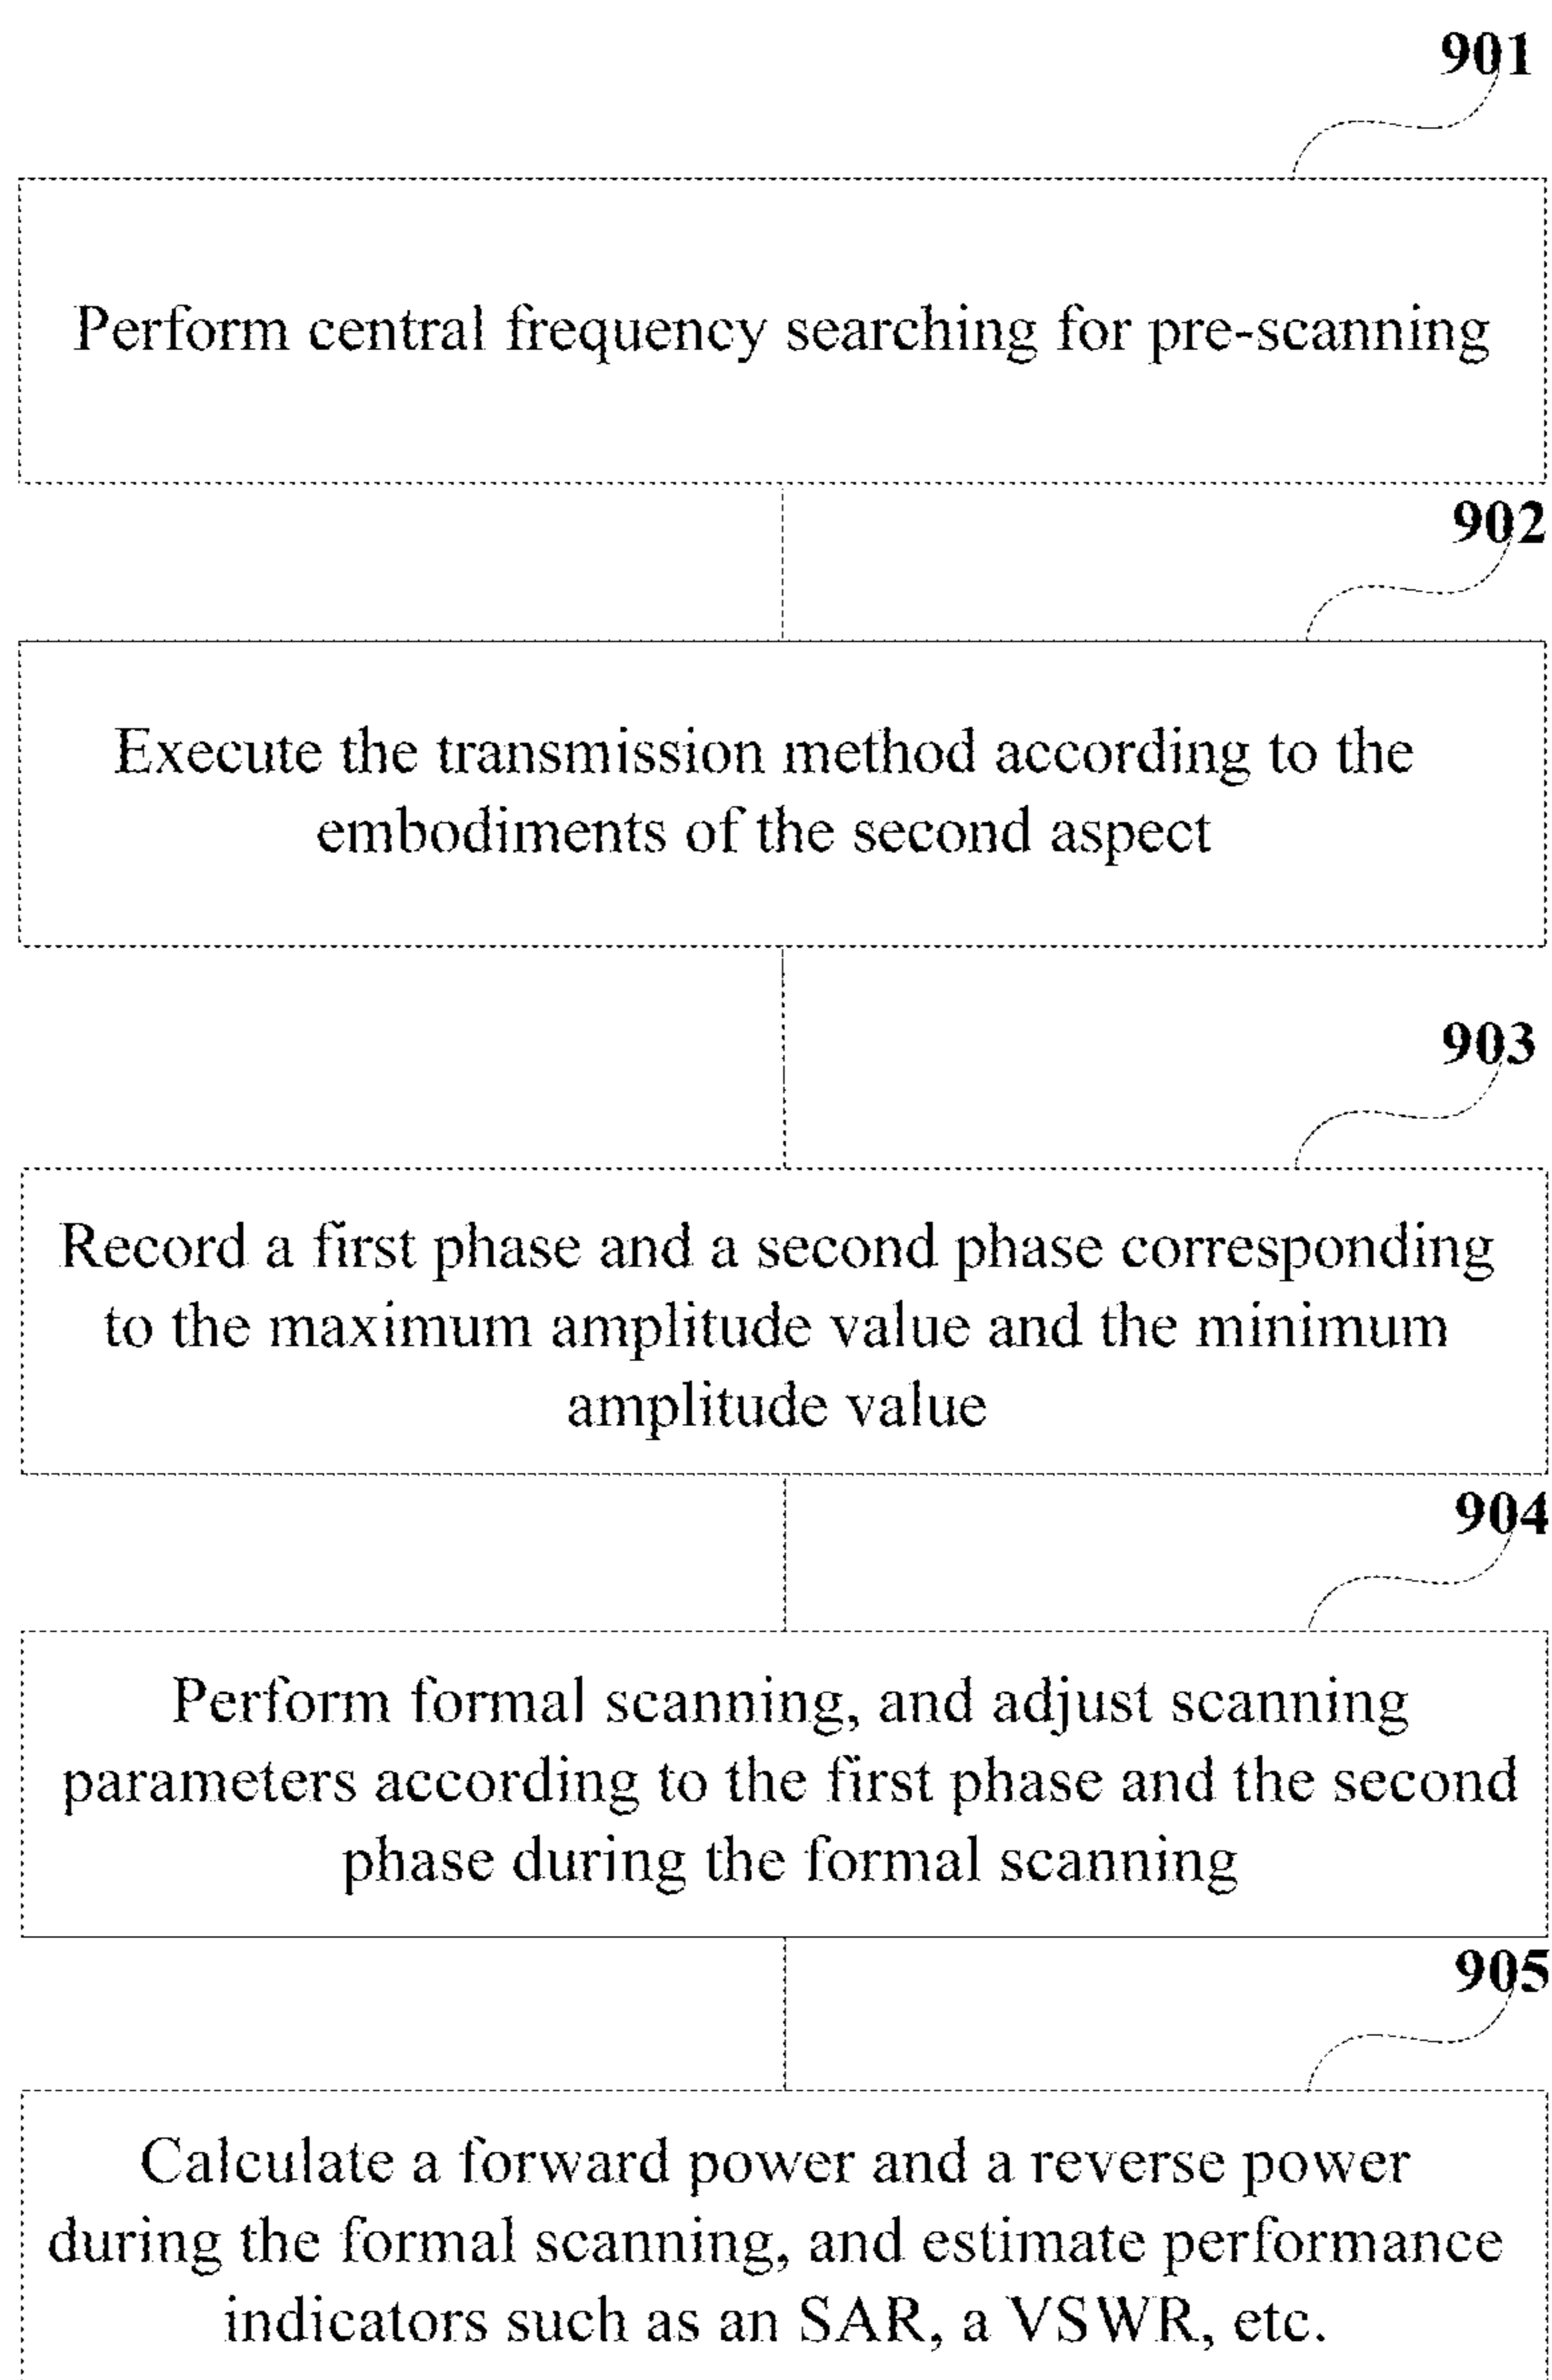 901
Perform central frequency searching for pre-scanning
902
Execute the transmission method according to the
embodiments of the second aspect
903
Record a first phase and a second phase corresponding
to the maximum amplitude value and the minimum
amplitude value
904
Perform formal scanning, and adjust scanning
parameters according to the first phase and the second
phase during the formal scanning
905
Calculate a forward power and a reverse power
during the formal scanning, and estimate performance
indicators such as an SAR, a VSWR, etc.